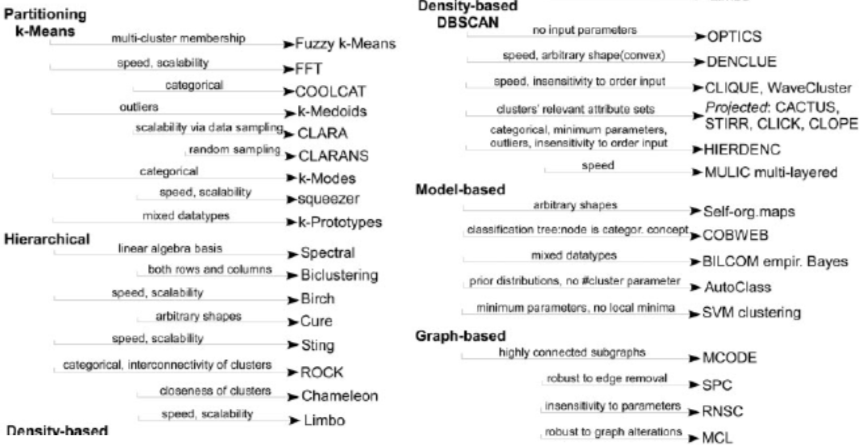 Partitioning
k-Means
multi-cluster membership
Fuzzy k-Means
speed, scalability
FFT
categorical
COOLCAT
outliers
k-Medoids
scalability via data sampling
CLARA
random sampling
CLARANS
categorical
k-Modes
speed, scalability
squeezer
mixed datatypes
k-Prototypes
Hierarchical
linear algebra basis
Spectral
both rows and columns
Biclustering
speed, scalability
Birch
arbitrary shapes
Cure
speed, scalability
Sting
categorical, interconnectivity of clusters
ROCK
closeness of clusters
Chameleon
speed, scalability
Limbo
Density-based
Density-based
DBSCAN
no input parameters
OPTICS
speed, arbitrary shape(convex)
DENCLUE
speed, insensitivity to order input
CLIQUE, WaveCluster
clusters' relevant attribute sets
Projected: CACTUS,
STIRR, CLICK, CLOPE
categorical, minimum parameters,
outliers, insensitivity to order input
HIERDENC
speed
MULIC multi-layered
Model-based
arbitrary shapes
Self-org.maps
classification tree:node is categor. concept
COBWEB
mixed datatypes
BILCOM empir. Bayes
prior distributions, no #cluster parameter
AutoClass
minimum parameters, no local minima
SVM clustering
Graph-based
highly connected subgraphs
MCODE
robust to edge removal
SPC
insensitivity to parameters
RNSC
robust to graph alterations
MCL